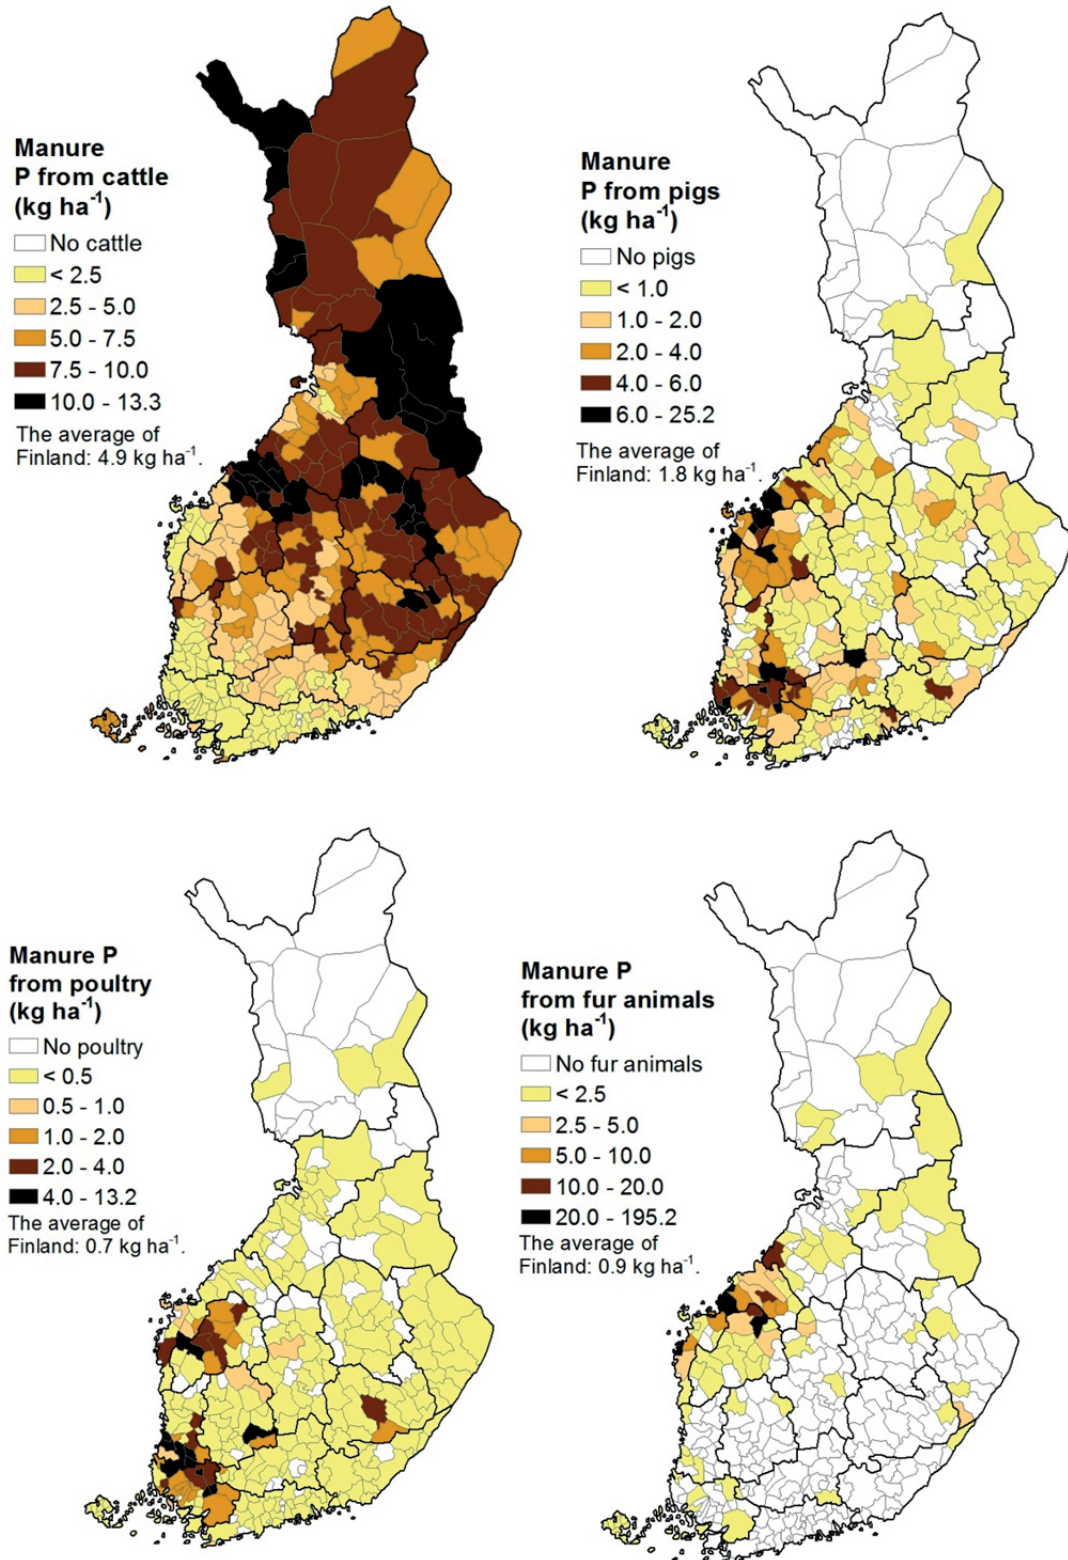 Manure
P from cattle
(kg ha⁻¹)
No cattle
< 2.5
2.5 - 5.0
5.0 - 7.5
7.5 - 10.0
10.0 - 13.3
The average of
Finland: 4.9 kg ha⁻¹.
Manure
P from pigs
(kg ha⁻¹)
No pigs
< 1.0
1.0 - 2.0
2.0 - 4.0
4.0 - 6.0
6.0 - 25.2
The average of
Finland: 1.8 kg ha⁻¹.
Manure P
from poultry
(kg ha⁻¹)
No poultry
< 0.5
0.5 - 1.0
1.0 - 2.0
2.0 - 4.0
4.0 - 13.2
The average of
Finland: 0.7 kg ha⁻¹.
Manure P
from fur animals
(kg ha⁻¹)
No fur animals
< 2.5
2.5 - 5.0
5.0 - 10.0
10.0 - 20.0
20.0 - 195.2
The average of
Finland: 0.9 kg ha⁻¹.